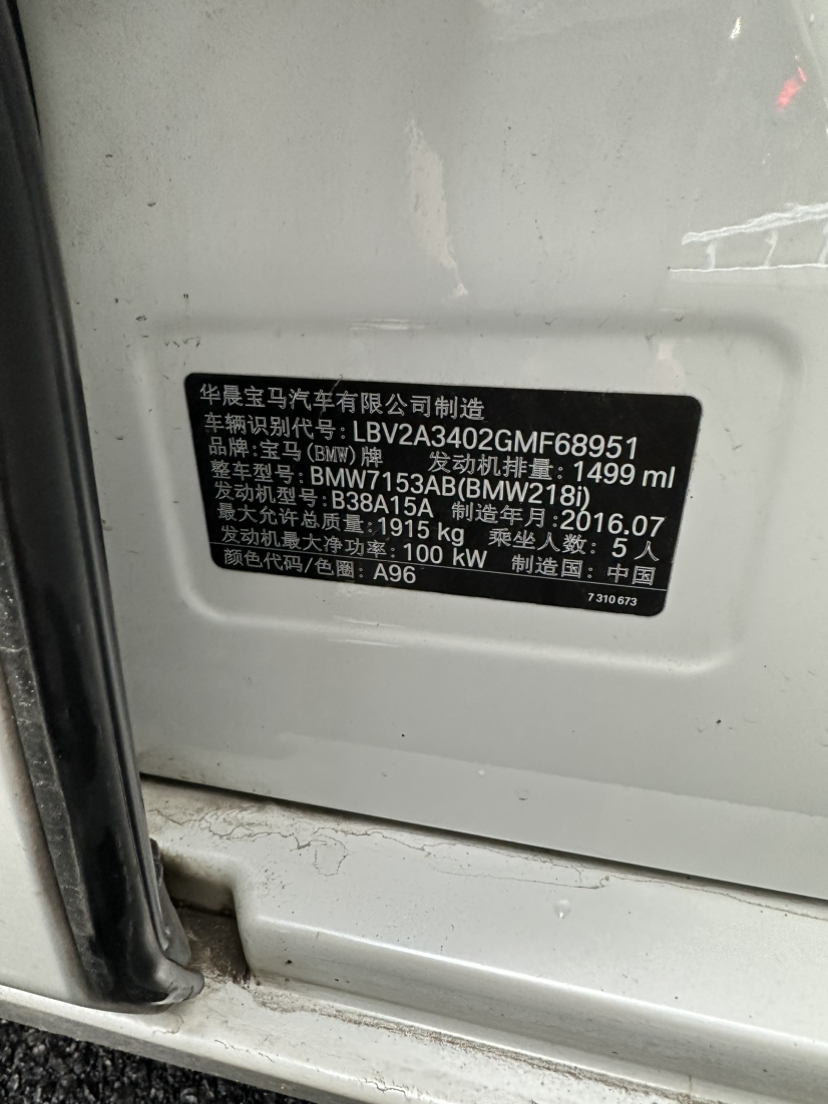 华晨宝马汽车有限公司制造
车辆识别代号: LBV2A3402GMF68951
品牌: 宝马(BMW)牌 发动机排量: 1499 ml
整车型号: BMW7153AB(BMW218i)
发动机型号: B38A15A 制造年月:2016.07
最大允许总质量: 1915 kg 乘坐人数: 5 人
发动机最大净功率: 100 kW 制造国: 中国
颜色代码/色圈: A96
7 310 673